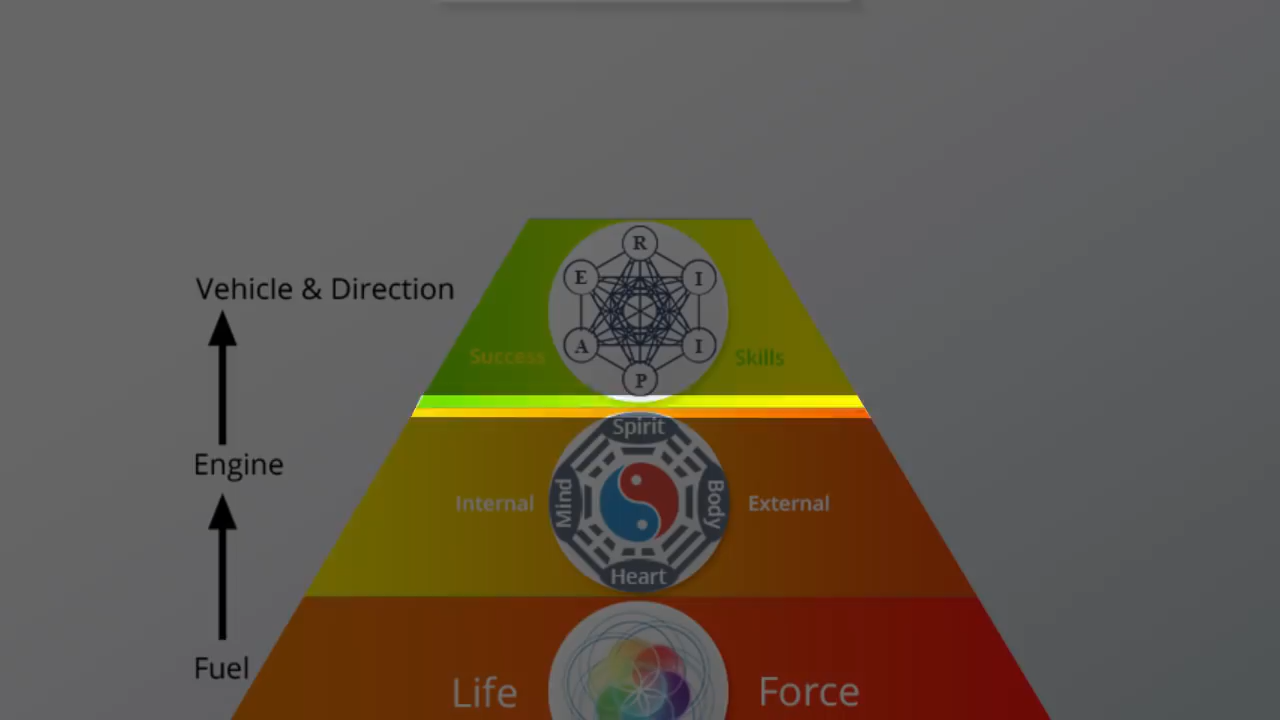 R
E I
Vehicle & Direction
A I
Success Skills
P
Spirit
Engine
Mind Body
Internal External
Heart
Fuel
Life Force